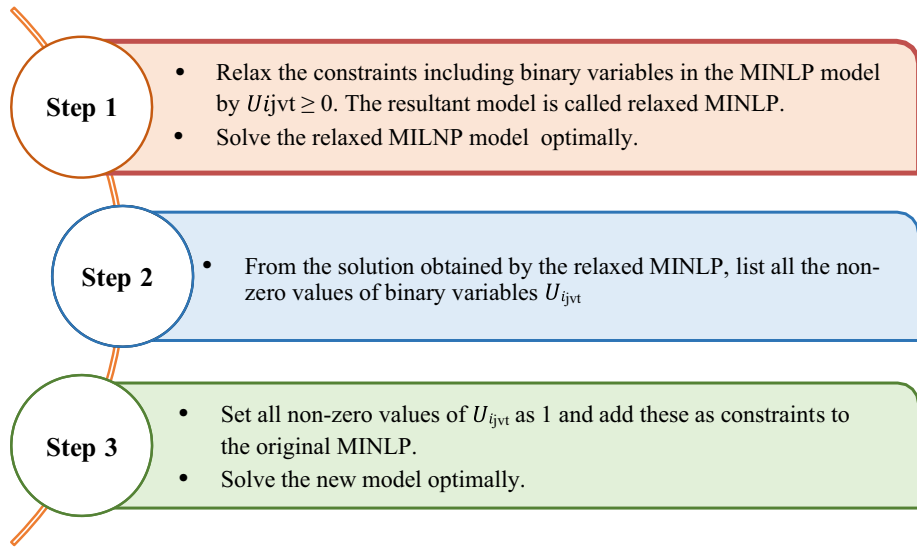 Step 1
• Relax the constraints including binary variables in the MINLP model
by Uijvt ≥ 0. The resultant model is called relaxed MINLP.
• Solve the relaxed MILNP model optimally.
Step 2
• From the solution obtained by the relaxed MINLP, list all the non-
zero values of binary variables Uijvt
Step 3
• Set all non-zero values of Uijvt as 1 and add these as constraints to
the original MINLP.
• Solve the new model optimally.